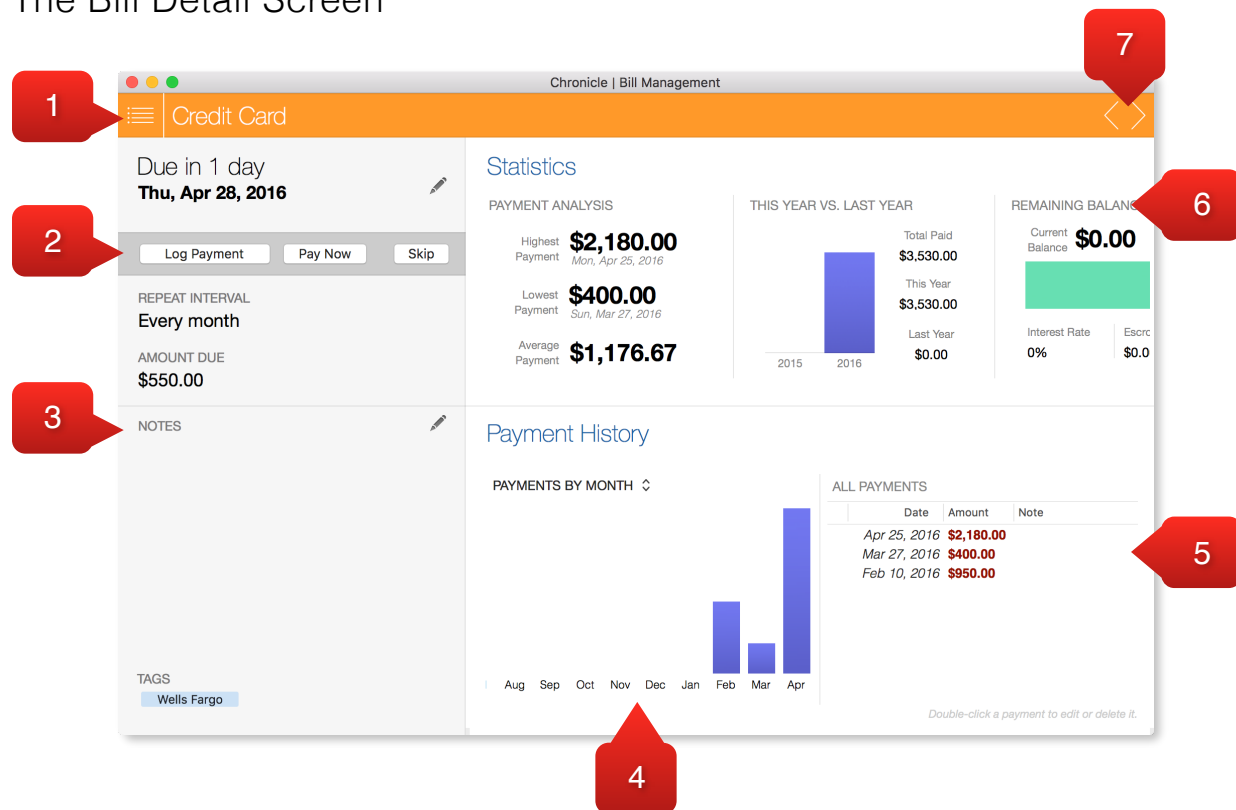 The Bill Detail Screen
7
Chronicle | Bill Management
1
Credit Card
Due in 1 day
Thu, Apr 28, 2016
2
Log Payment
Pay Now
Skip
REPEAT INTERVAL
Every month
AMOUNT DUE
$550.00
3
NOTES
TAGS
Wells Fargo
Statistics
PAYMENT ANALYSIS
Highest
Payment
$2,180.00
Mon, Apr 25, 2016
Lowest
Payment
$400.00
Sun, Mar 27, 2016
Average
Payment
$1,176.67
THIS YEAR VS. LAST YEAR
2015 2016
Total Paid
$3,530.00
This Year
$3,530.00
Last Year
$0.00
REMAINING BALANC
6
Current
Balance
$0.00
Interest Rate
0%
Escro
$0.0
Payment History
PAYMENTS BY MONTH
Aug Sep Oct Nov Dec Jan Feb Mar Apr
4
ALL PAYMENTS
Date Amount Note
Apr 25, 2016 $2,180.00
Mar 27, 2016 $400.00
Feb 10, 2016 $950.00
5
Double-click a payment to edit or delete it.